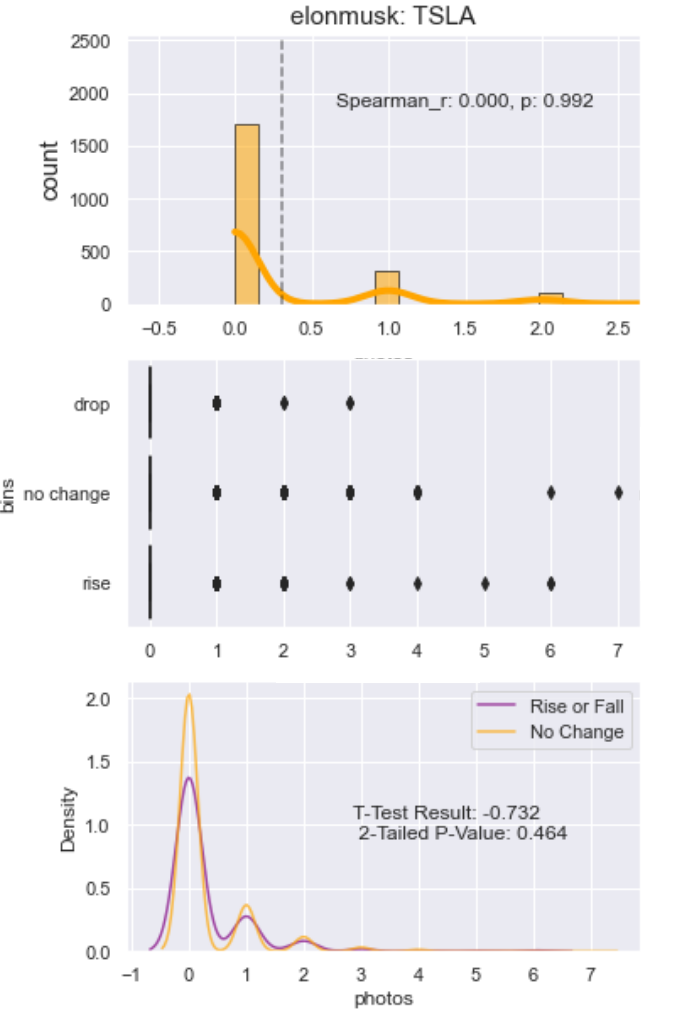 elonmusk: TSLA
2500
2000
1500
1000
500
0
count
Spearman_r: 0.000, p: 0.992
−0.5 0.0 0.5 1.0 1.5 2.0 2.5
bins
drop
no change
rise
0 1 2 3 4 5 6 7
2.0
1.5
1.0
0.5
0.0
Density
Rise or Fall
No Change
T-Test Result: -0.732
2-Tailed P-Value: 0.464
−1 0 1 2 3 4 5 6 7
photos